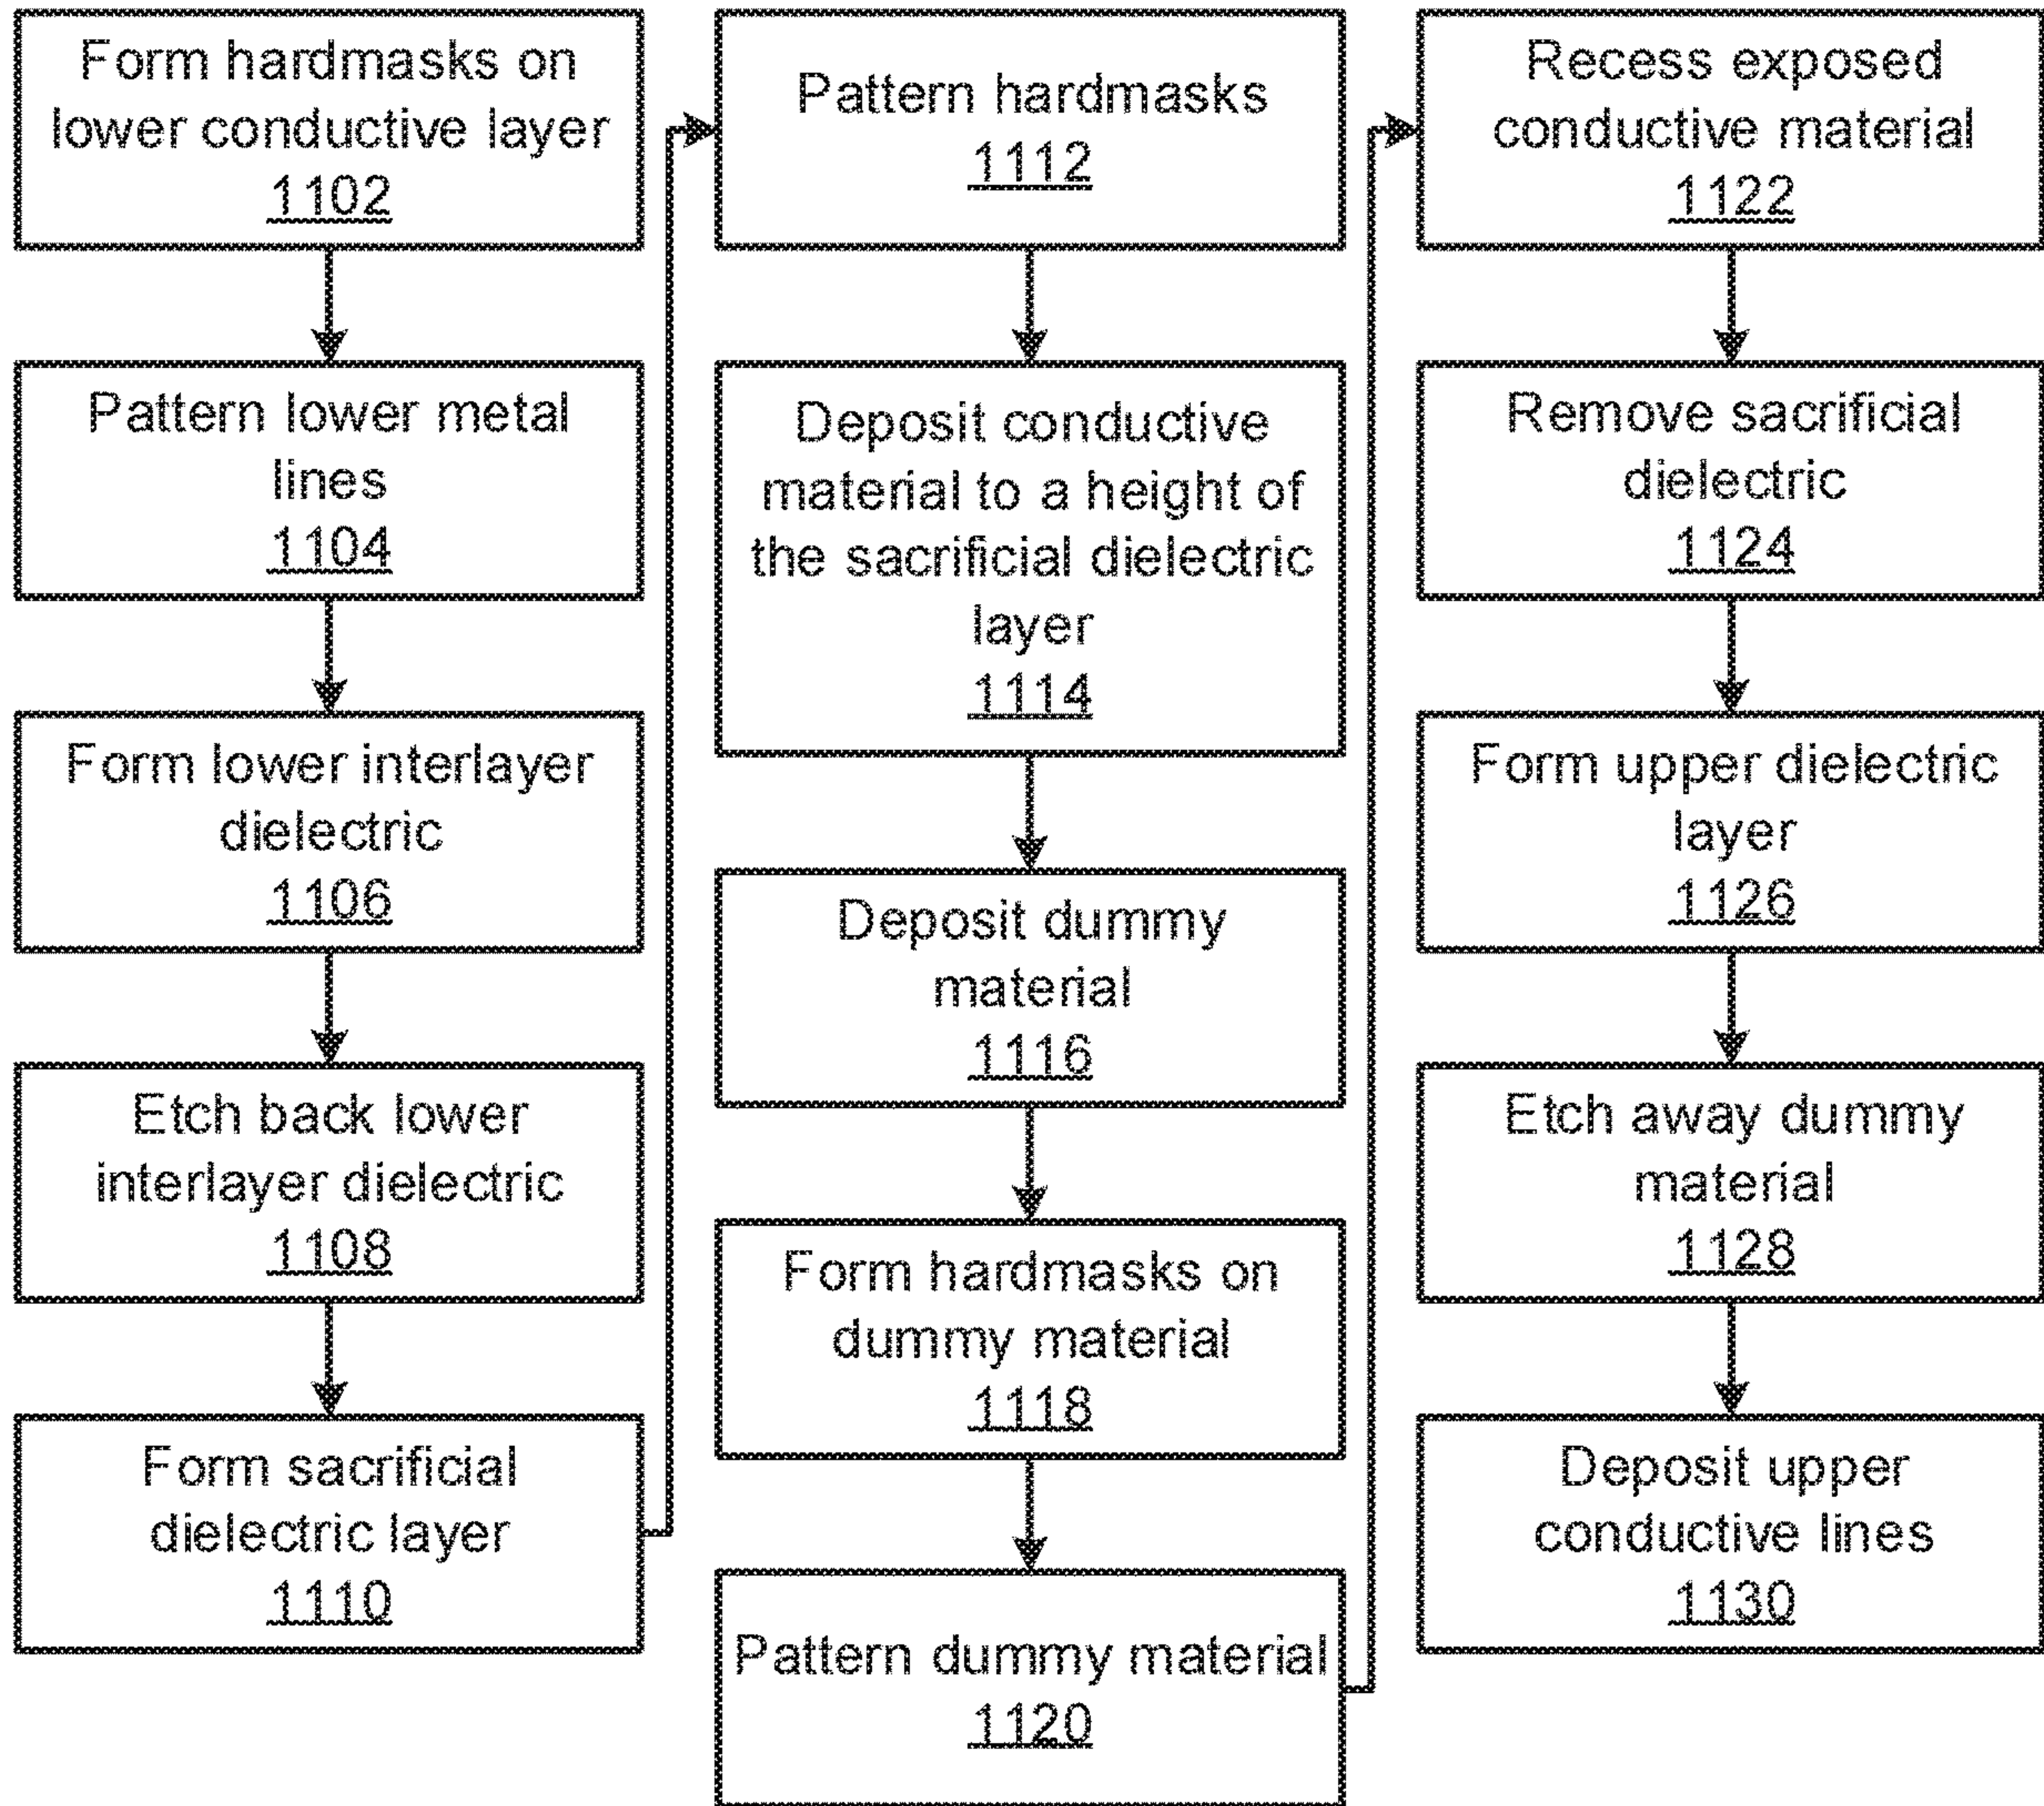 Form hardmasks on
lower conductive layer
1102
Pattern lower metal
lines
1104
Form lower interlayer
dielectric
1106
Etch back lower
interlayer dielectric
1108
Form sacrificial
dielectric layer
1110
Pattern hardmasks
1112
Deposit conductive
material to a height of
the sacrificial dielectric
layer
1114
Deposit dummy
material
1116
Form hardmasks on
dummy material
1118
Pattern dummy material
1120
Recess exposed
conductive material
1122
Remove sacrificial
dielectric
1124
Form upper dielectric
layer
1126
Etch away dummy
material
1128
Deposit upper
conductive lines
1130